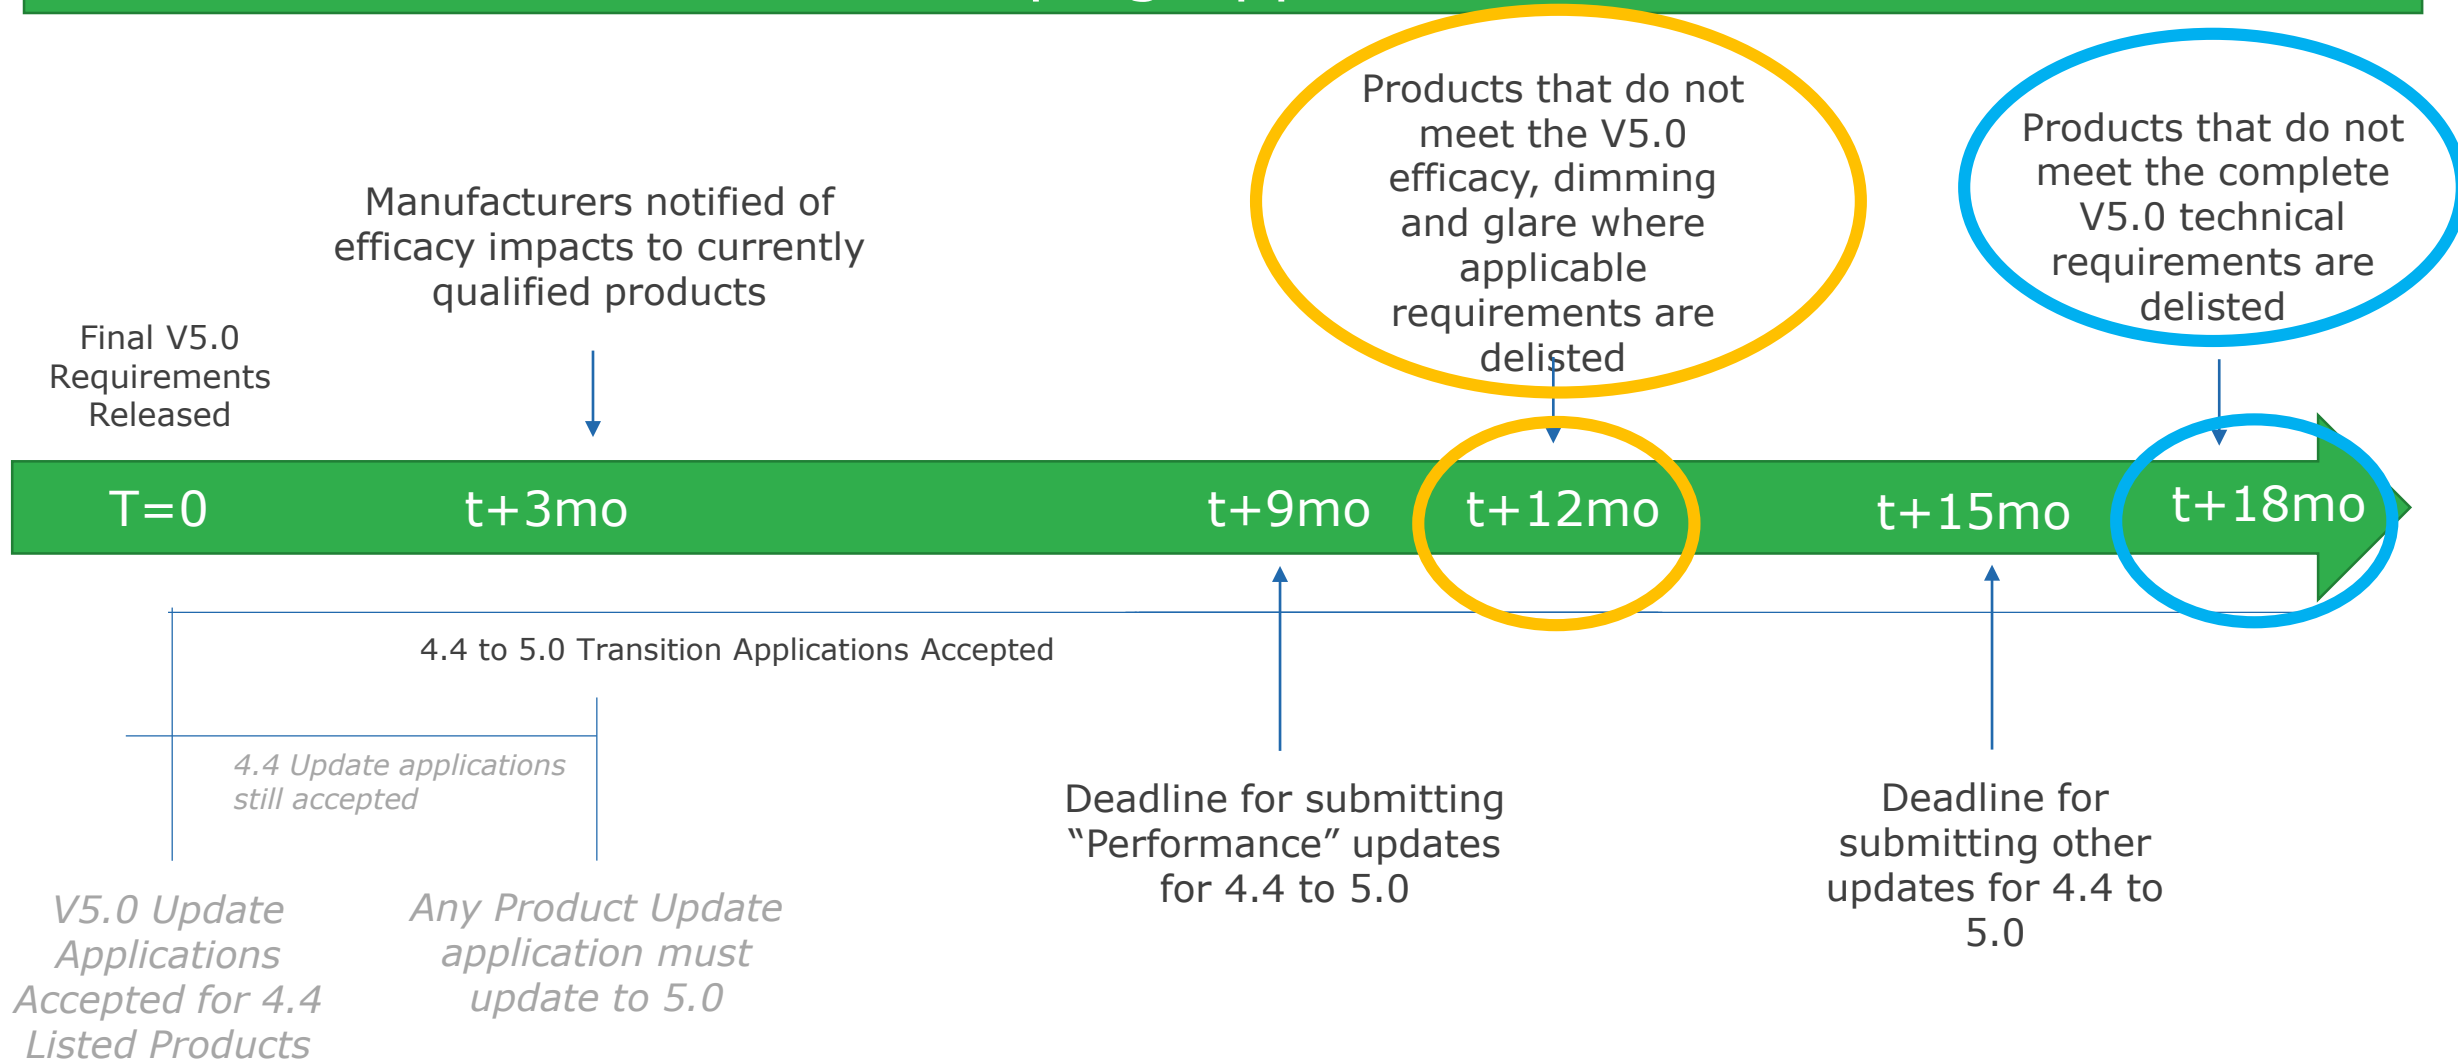 Products that do not
meet the V5.0
efficacy, dimming
and glare where
applicable
requirements are
delisted
Products that do not
meet the complete
V5.0 technical
requirements are
delisted
Manufacturers notified of
efficacy impacts to currently
qualified products
Final V5.0
Requirements
Released
T=0
t+3mo
t+9mo
t+12mo
t+15mo
t+18mo
4.4 to 5.0 Transition Applications Accepted
4.4 Update applications
still accepted
Deadline for submitting
“Performance” updates
for 4.4 to 5.0
Deadline for
submitting other
updates for 4.4 to
5.0
V5.0 Update
Applications
Accepted for 4.4
Listed Products
Any Product Update
application must
update to 5.0